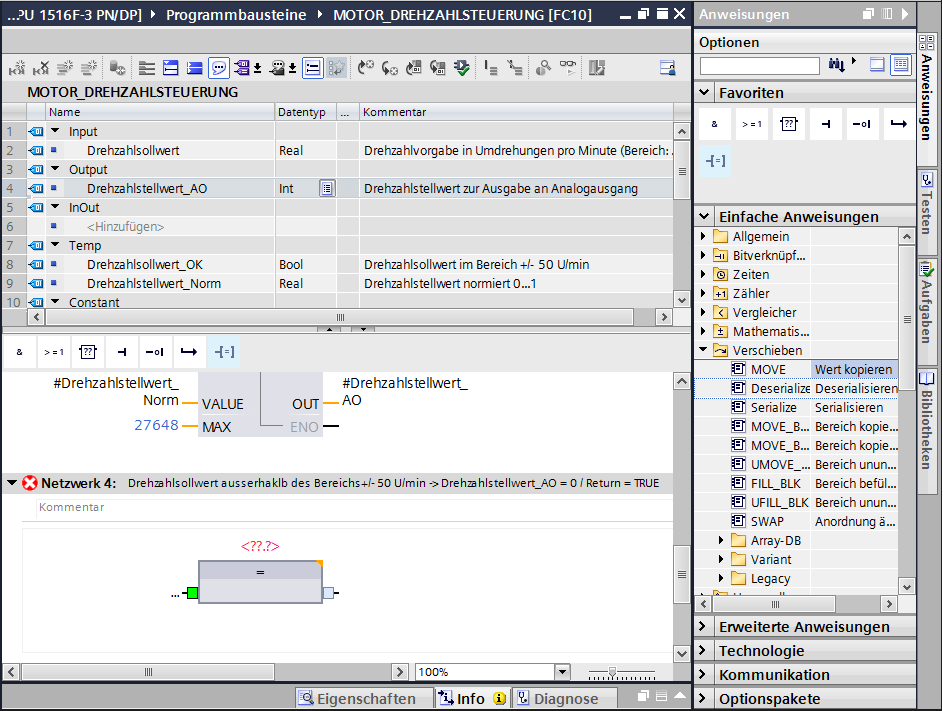 ..PU 1516F-3 PN/DP] Programmbausteine MOTOR_DREHZAHLSTEUERUNG [FC10]
MOTOR_DREHZAHLSTEUERUNG
Name Datentyp ... Kommentar
1 Input
2 Drehzahlsollwert Real Drehzahlvorgabe in Umdrehungen pro Minute (Bereich:
3 Output
4 Drehzahlstellwert_AO Int Drehzahlstellwert zur Ausgabe an Analogausgang
5 InOut
6 <Hinzufügen>
7 Temp
8 Drehzahlsollwert_OK Bool Drehzahlsollwert im Bereich +/- 50 U/min
9 Drehzahlstellwert_Norm Real Drehzahlstellwert normiert 0...1
10 Constant
& >=1 ?? -[=]
#Drehzahlstellwert_
Norm
#Drehzahlstellwert_
AO
VALUE OUT
27648 MAX ENO
Netzwerk 4: Drehzahlsollwert ausserhaklb des Bereichs+/- 50 U/min -> Drehzahlstellwert_AO = 0 / Return = TRUE
Kommentar
<??.?>
=
...
100%
Eigenschaften Info Diagnose
Anweisungen
Optionen
Favoriten
& >=1 ??
-[=]
Einfache Anweisungen
Allgemein
Bitverknüpf...
Zeiten
Zähler
Vergleicher
Mathematis...
Verschieben
MOVE Wert kopieren
Deserialize Deserialisieren
Serialize Serialisieren
MOVE_B... Bereich kopie...
MOVE_B... Bereich kopie...
UMOVE_... Bereich unun...
FILL_BLK Bereich befül...
UFILL_BLK Bereich unun...
SWAP Anordnung ä...
Array-DB
Variant
Legacy
Erweiterte Anweisungen
Technologie
Kommunikation
Optionspakete
Anweisungen
Testen
Aufgaben
Bibliotheken